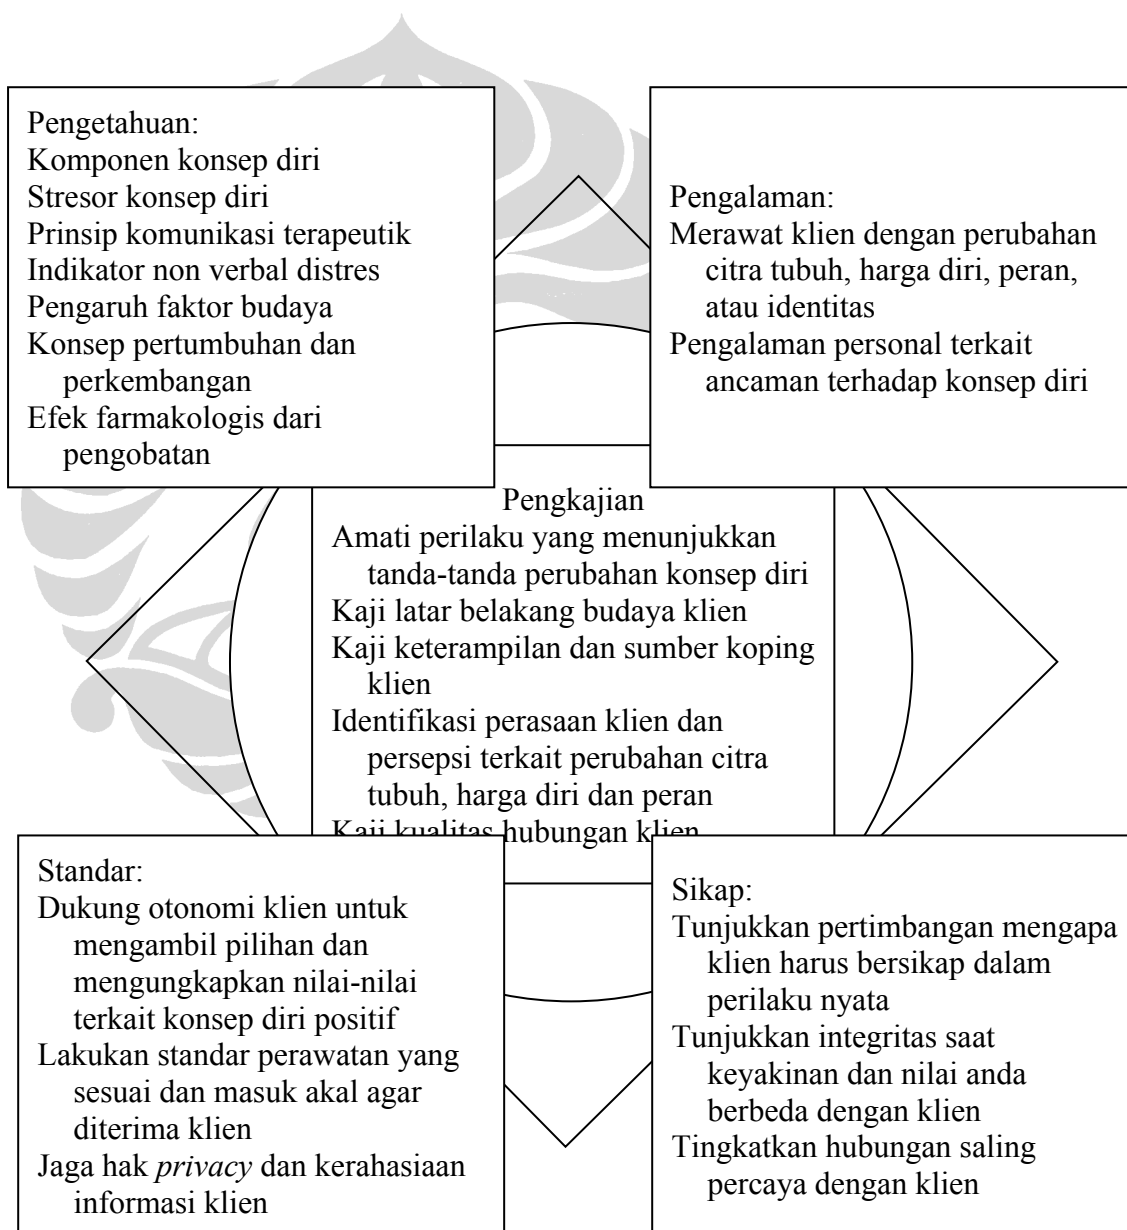 Pengetahuan:
Komponen konsep diri
Stresor konsep diri
Prinsip komunikasi terapeutik
Indikator non verbal distres
Pengaruh faktor budaya
Konsep pertumbuhan dan
perkembangan
Efek farmakologis dari
pengobatan
Pengalaman:
Merawat klien dengan perubahan
citra tubuh, harga diri, peran,
atau identitas
Pengalaman personal terkait
ancaman terhadap konsep diri
Pengkajian
Amati perilaku yang menunjukkan
tanda-tanda perubahan konsep diri
Kaji latar belakang budaya klien
Kaji keterampilan dan sumber koping
klien
Identifikasi perasaan klien dan
persepsi terkait perubahan citra
tubuh, harga diri dan peran
Kaji kualitas hubungan klien
Standar:
Dukung otonomi klien untuk
mengambil pilihan dan
mengungkapkan nilai-nilai
terkait konsep diri positif
Lakukan standar perawatan yang
sesuai dan masuk akal agar
diterima klien
Jaga hak privacy dan kerahasiaan
informasi klien
Sikap:
Tunjukkan pertimbangan mengapa
klien harus bersikap dalam
perilaku nyata
Tunjukkan integritas saat
keyakinan dan nilai anda
berbeda dengan klien
Tingkatkan hubungan saling
percaya dengan klien